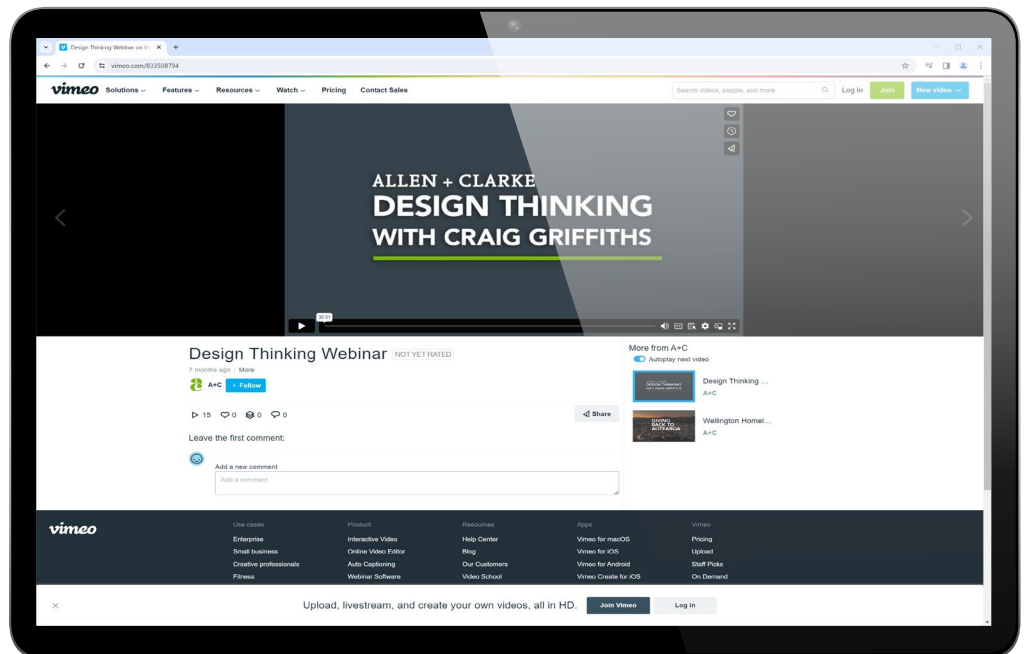 Design Thinking Webinar on Vi
vimeo.com/833508794
vimeo Solutions Features Resources Watch Pricing Contact Sales Search videos, people, and more Log in Join New video
ALLEN + CLARKE
DESIGN THINKING
WITH CRAIG GRIFFITHS
30:31
Design Thinking Webinar NOT YET RATED
7 months ago | More
A+C + Follow
15 0 0 0 Share
Leave the first comment:
Add a new comment
Add a comment
More from A+C
Autoplay next video
DESIGN THINKING
Design Thinking ...
A+C
GIVING
BACK TO
AOTEAROA
Wellington Homel...
A+C
vimeo
Use cases
Enterprise
Small business
Creative professionals
Fitness
Product
Interactive Video
Online Video Editor
Auto Captioning
Webinar Software
Resources
Help Center
Blog
Our Customers
Video School
Apps
Vimeo for macOS
Vimeo for iOS
Vimeo for Android
Vimeo Create for iOS
Vimeo
Pricing
Upload
Staff Picks
On Demand
Upload, livestream, and create your own videos, all in HD. Join Vimeo Log in